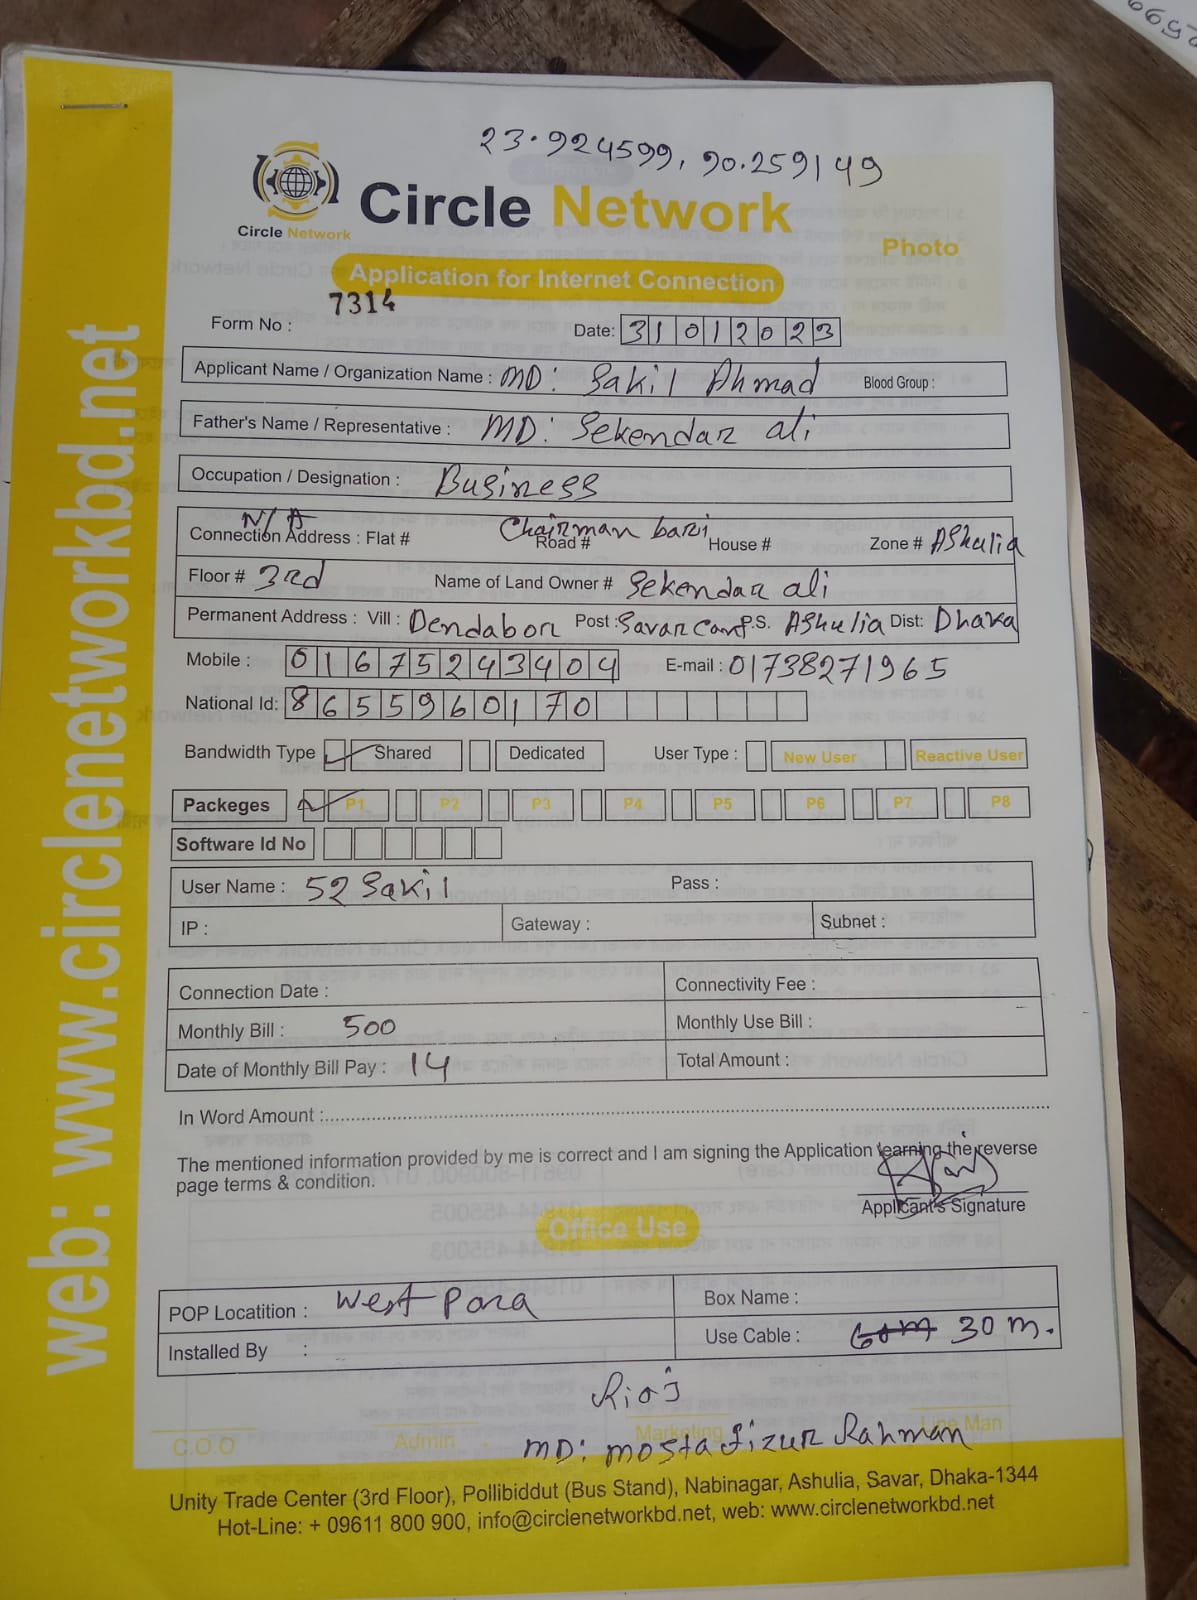 23.924599, 90.259149
Circle Network
Circle Network
Photo
Application for Internet Connection
Form No : 7314
Date: 31012023
Applicant Name / Organization Name : MD: Sakil Ahmad Blood Group :
Father's Name / Representative : MD: Sekendar ali
Occupation / Designation : Business
Connection Address : Flat # N/A Road # Chairman bari House # Zone # Ashulia
Floor # 3rd Name of Land Owner # Sekendar ali
Permanent Address : Vill : Dendabor Post : Savar Cant P.S. Ashulia Dist: Dhaka
Mobile : 01675243404 E-mail : 01738271965
National Id: 8655960170
Bandwidth Type Shared Dedicated User Type : New User Reactive User
Packeges P1 P2 P3 P4 P5 P6 P7 P8
Software Id No
User Name : 52 Sakil Pass :
IP : Gateway : Subnet :
Connection Date : Connectivity Fee :
Monthly Bill : 500 Monthly Use Bill :
Date of Monthly Bill Pay : 14 Total Amount :
In Word Amount :
The mentioned information provided by me is correct and I am signing the Application learning the reverse
page terms & condition.
Applicant's Signature
Office Use
POP Locatition : West Para Box Name :
Installed By : Use Cable : 30 m.
C.O.O Admin Marketing Line Man
MD: Mostafizur Rahman
Unity Trade Center (3rd Floor), Pollibiddut (Bus Stand), Nabinagar, Ashulia, Savar, Dhaka-1344
Hot-Line: + 09611 800 900, info@circlenetworkbd.net, web: www.circlenetworkbd.net
web: www.circlenetworkbd.net